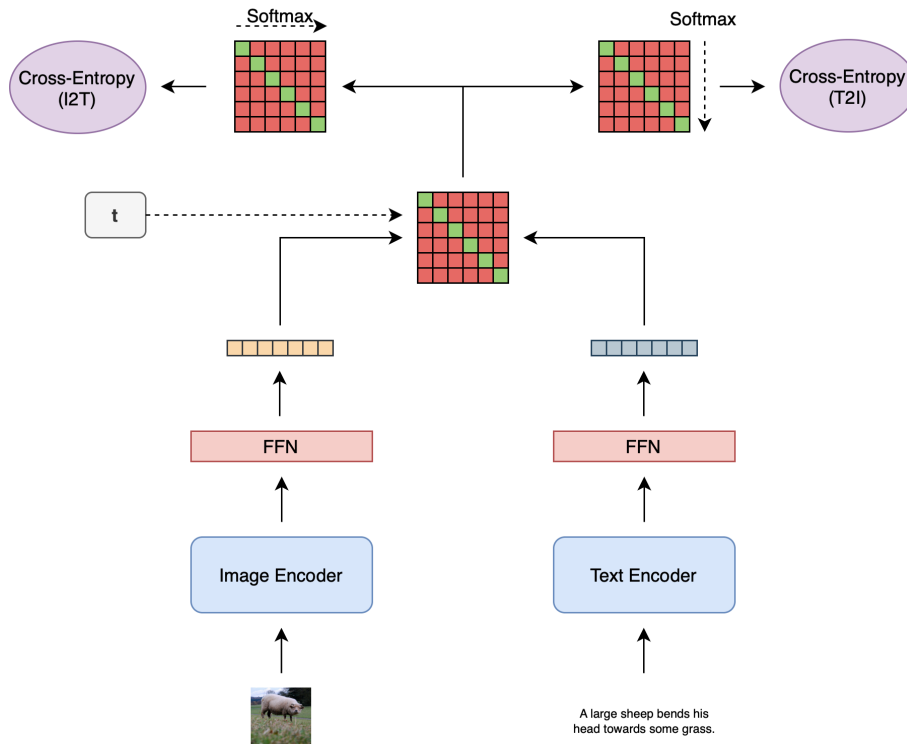 Softmax
Softmax
Cross-Entropy
(I2T)
Cross-Entropy
(T2I)
t
FFN
FFN
Image Encoder
Text Encoder
A large sheep bends his
head towards some grass.